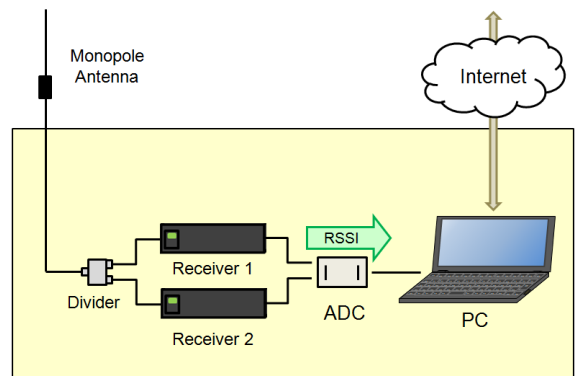 Monopole
Antenna
Internet
RSSI
Receiver 1
Divider
ADC
PC
Receiver 2